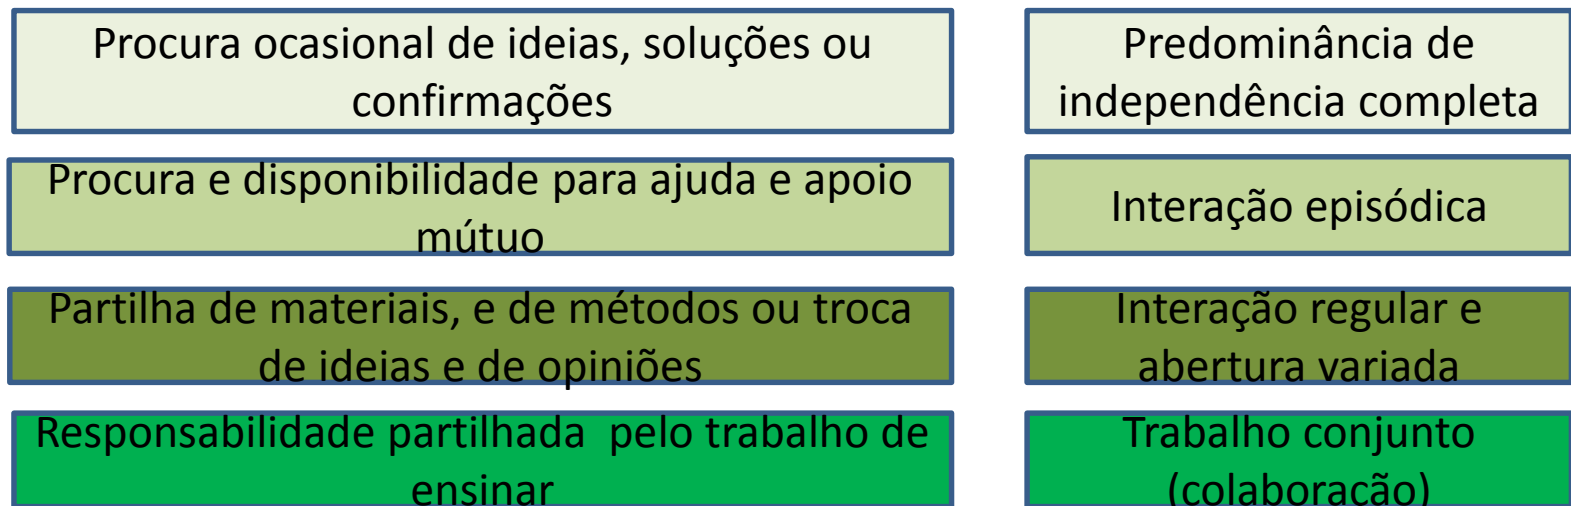 Procura ocasional de ideias, soluções ou
confirmações
Predominância de
independência completa
Procura e disponibilidade para ajuda e apoio
mútuo
Interação episódica
Partilha de materiais, e de métodos ou troca
de ideias e de opiniões
Interação regular e
abertura variada
Responsabilidade partilhada pelo trabalho de
ensinar
Trabalho conjunto
(colaboração)